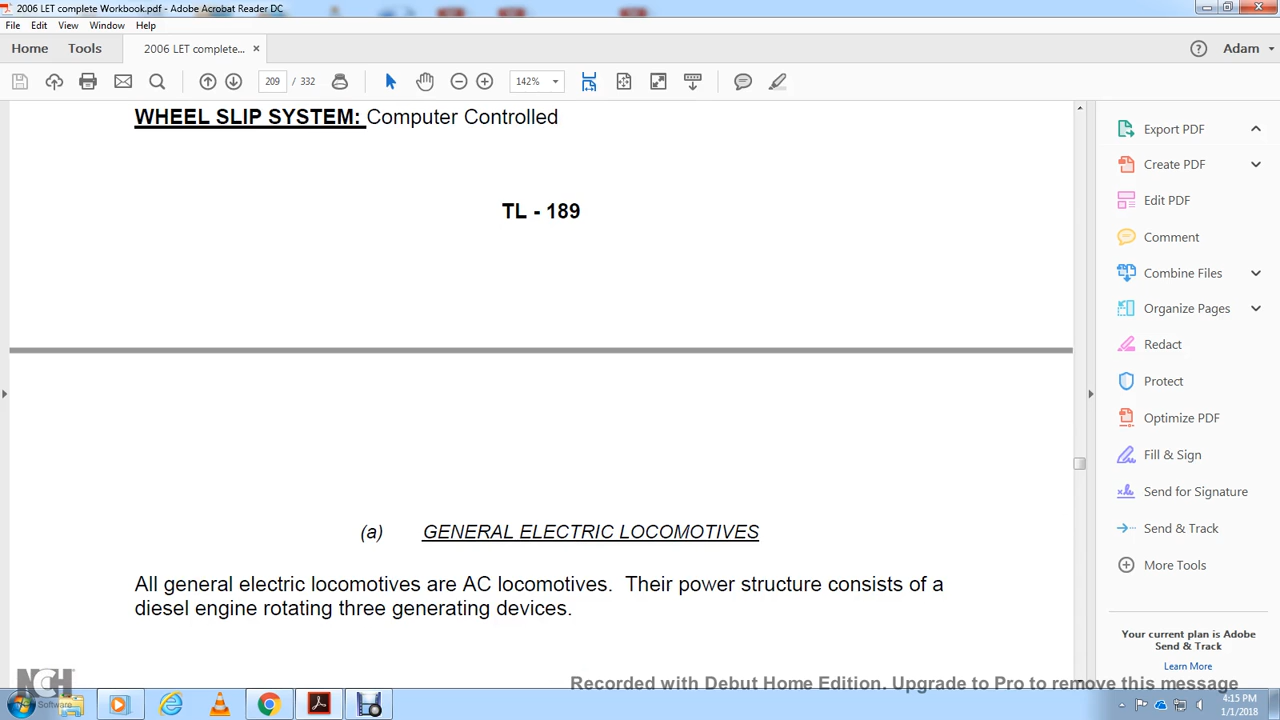 2006 LET complete Workbook.pdf - Adobe Acrobat Reader DC
File Edit View Window Help
Home Tools 2006 LET complete... × Adam
209 / 332 142%
WHEEL SLIP SYSTEM: Computer Controlled
TL - 189
(a) GENERAL ELECTRIC LOCOMOTIVES
All general electric locomotives are AC locomotives. Their power structure consists of a
diesel engine rotating three generating devices.
Export PDF
Create PDF
Edit PDF
Comment
Combine Files
Organize Pages
Redact
Protect
Optimize PDF
Fill & Sign
Send for Signature
Send & Track
More Tools
Your current plan is Adobe
Send & Track
Learn More
NCH
Software
Recorded with Debut Home Edition. Upgrade to Pro to remove this message
4:15 PM
1/1/2018